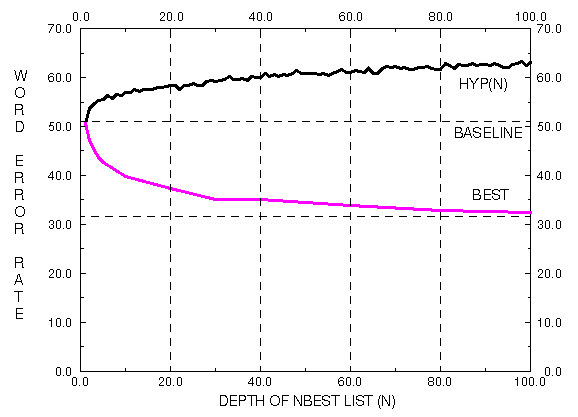 0.0 20.0 40.0 60.0 80.0 100.0
70.0 70.0
60.0 60.0
HYP(N)
50.0 50.0
BASELINE
40.0 40.0
BEST
30.0 30.0
20.0 20.0
10.0 10.0
0.0 0.0
WORD ERROR RATE
0.0 20.0 40.0 60.0 80.0 100.0
DEPTH OF NBEST LIST (N)